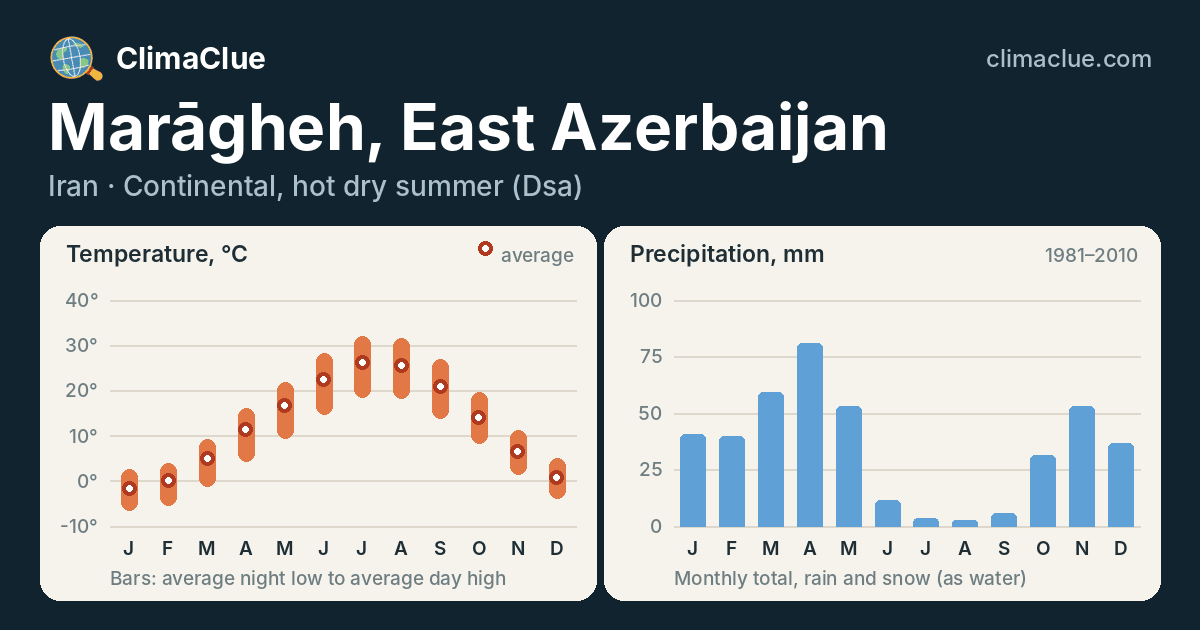 ClimaClue
climaclue.com
Marāgheh, East Azerbaijan
Iran · Continental, hot dry summer (Dsa)
Temperature, °C
average
40°
30°
20°
10°
0°
-10°
J F M A M J J A S O N D
Bars: average night low to average day high
Precipitation, mm
1981–2010
100
75
50
25
0
J F M A M J J A S O N D
Monthly total, rain and snow (as water)